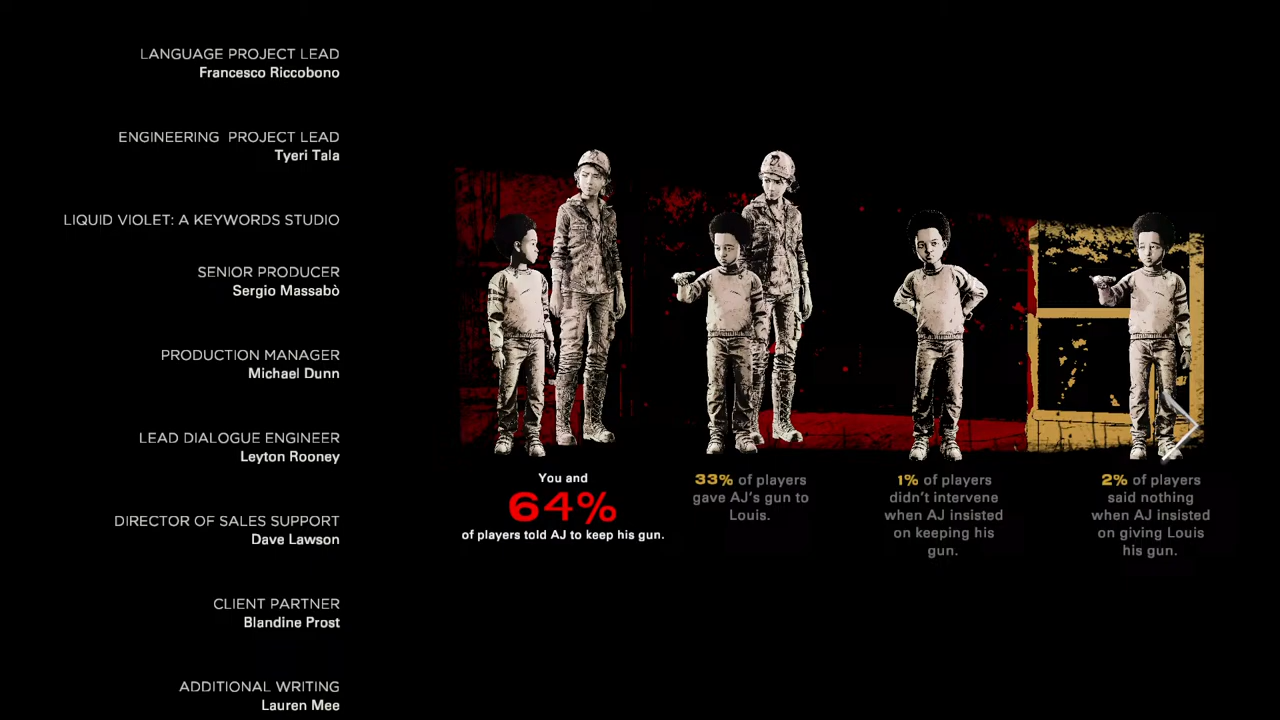 LANGUAGE PROJECT LEAD
Francesco Riccobono
ENGINEERING PROJECT LEAD
Tyeri Tala
LIQUID VIOLET: A KEYWORDS STUDIO
SENIOR PRODUCER
Sergio Massabò
PRODUCTION MANAGER
Michael Dunn
LEAD DIALOGUE ENGINEER
Leyton Rooney
DIRECTOR OF SALES SUPPORT
Dave Lawson
CLIENT PARTNER
Blandine Prost
ADDITIONAL WRITING
Lauren Mee
You and
64%
of players told AJ to keep his gun.
33% of players
gave AJ's gun to
Louis.
1% of players
didn't intervene
when AJ insisted
on keeping his
gun.
2% of players
said nothing
when AJ insisted
on giving Louis
his gun.